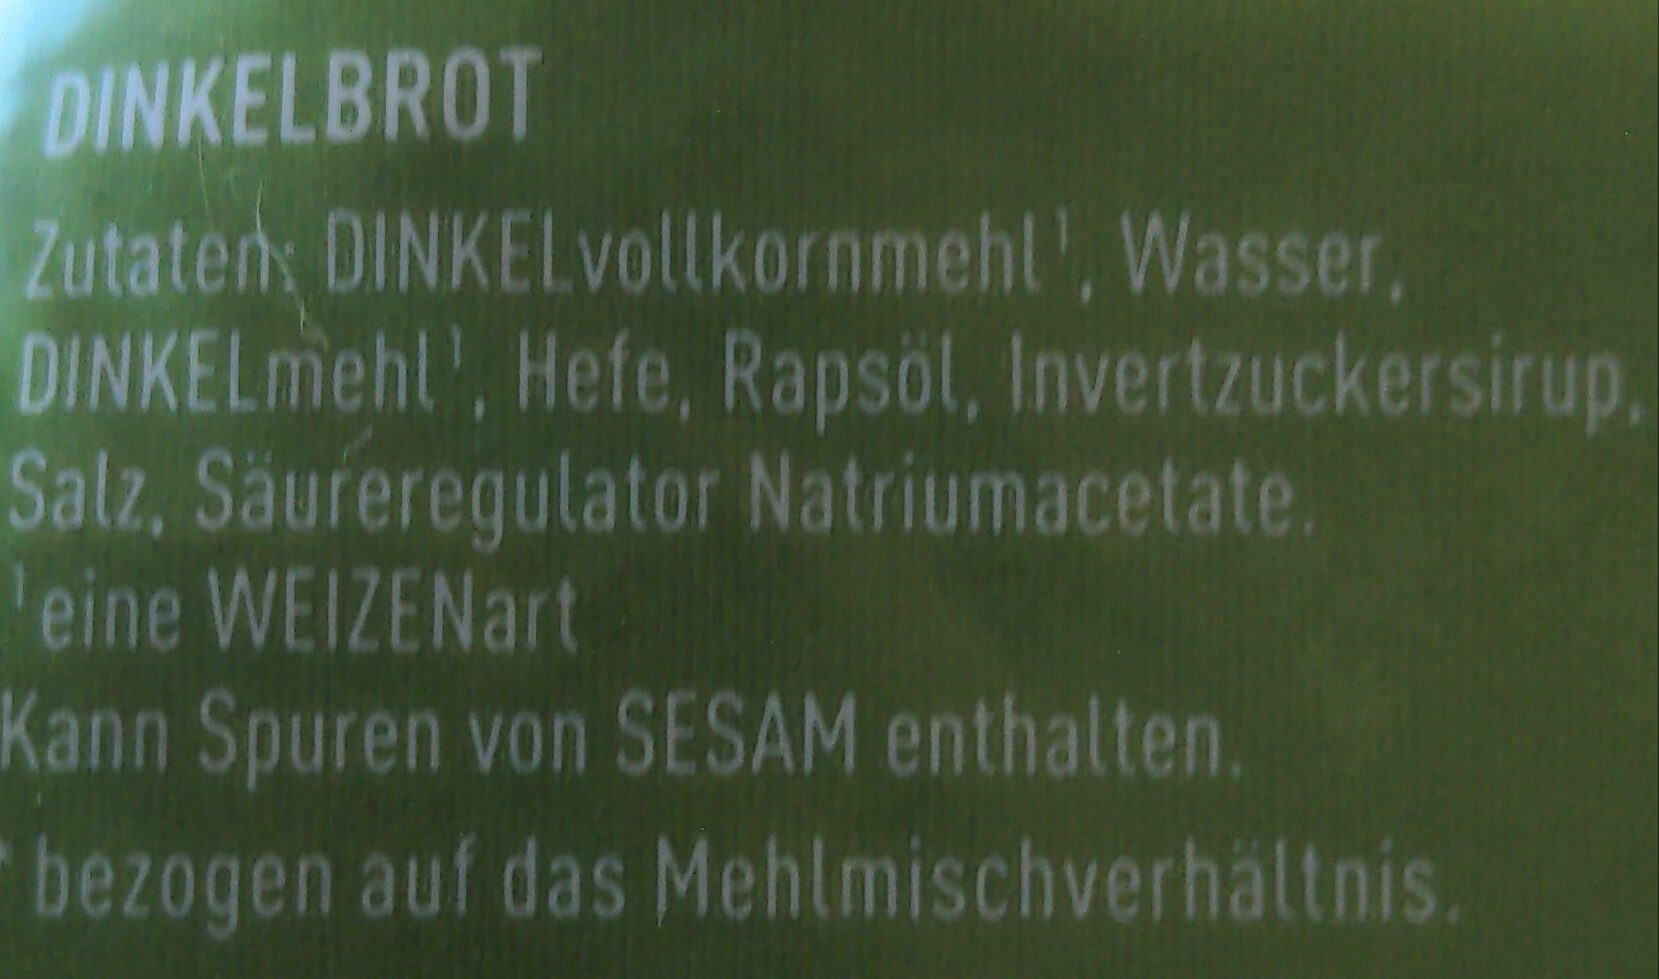 DINKELBROT
Zutaten: DINKELvollkornmehl¹, Wasser,
DINKELmehl¹, Hefe, Rapsöl, Invertzuckersirup,
Salz, Säureregulator Natriumacetate.
¹eine WEIZENart
Kann Spuren von SESAM enthalten.
* bezogen auf das Mehlmischverhältnis.